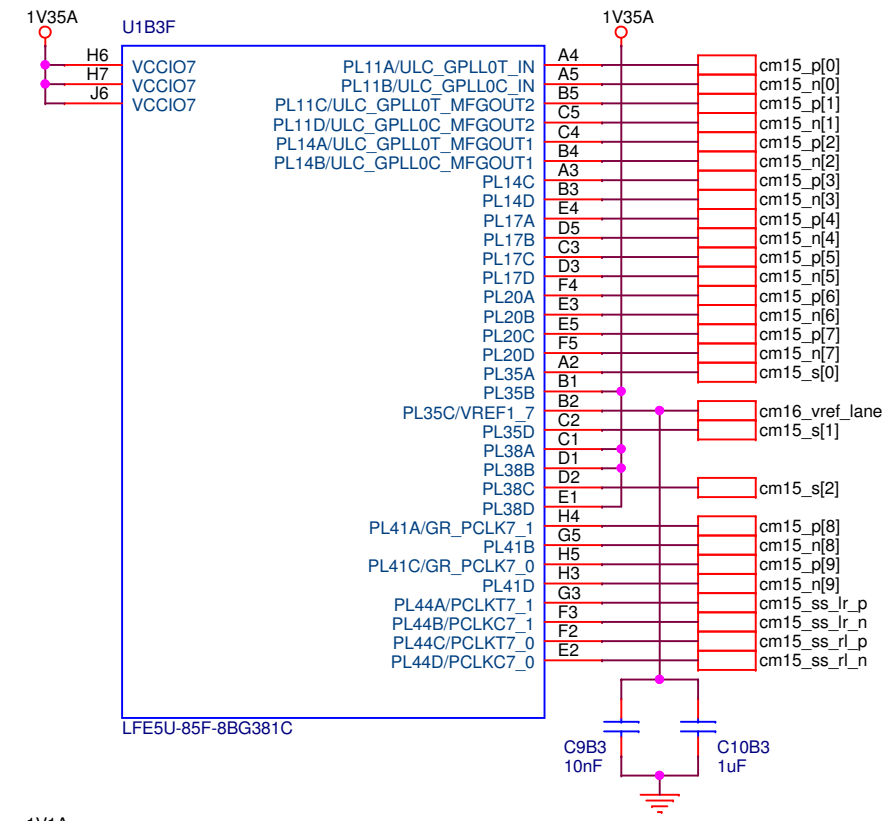 1V35A
1V35A
U1B3F
H6 VCCIO7
H7 VCCIO7
J6 VCCIO7
PL11A/ULC_GPLL0T_IN A4 cm15_p[0]
PL11B/ULC_GPLL0C_IN A5 cm15_n[0]
PL11C/ULC_GPLL0T_MFGOUT2 B5 cm15_p[1]
PL11D/ULC_GPLL0C_MFGOUT2 C5 cm15_n[1]
PL14A/ULC_GPLL0T_MFGOUT1 C4 cm15_p[2]
PL14B/ULC_GPLL0C_MFGOUT1 B4 cm15_n[2]
PL14C A3 cm15_p[3]
PL14D B3 cm15_n[3]
PL17A E4 cm15_p[4]
PL17B D5 cm15_n[4]
PL17C C3 cm15_p[5]
PL17D D3 cm15_n[5]
PL20A F4 cm15_p[6]
PL20B E3 cm15_n[6]
PL20C E5 cm15_p[7]
PL20D F5 cm15_n[7]
PL35A A2 cm15_s[0]
PL35B B1
PL35C/VREF1_7 B2 cm16_vref_lane
PL35D C2 cm15_s[1]
PL38A C1
PL38B D1
PL38C D2 cm15_s[2]
PL38D E1
PL41A/GR_PCLK7_1 H4 cm15_p[8]
PL41B G5 cm15_n[8]
PL41C/GR_PCLK7_0 H5 cm15_p[9]
PL41D H3 cm15_n[9]
PL44A/PCLKT7_1 G3 cm15_ss_lr_p
PL44B/PCLKC7_1 F3 cm15_ss_lr_n
PL44C/PCLKT7_0 F2 cm15_ss_rl_p
PL44D/PCLKC7_0 E2 cm15_ss_rl_n
LFE5U-85F-8BG381C
C9B3
10nF
C10B3
1uF
1V1A